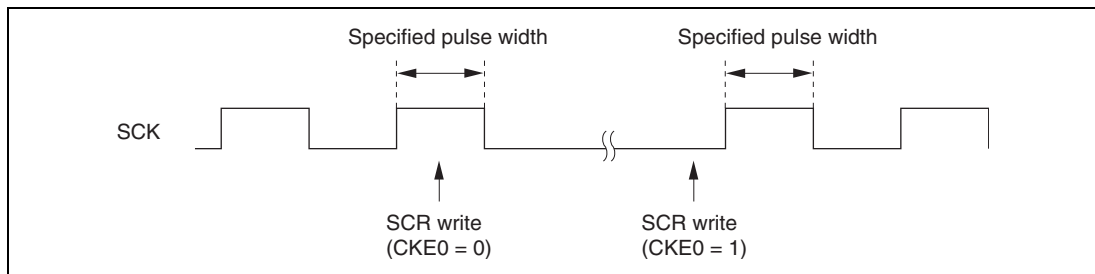 Specified pulse width
Specified pulse width
SCK
SCR write
(CKE0 = 0)
SCR write
(CKE0 = 1)